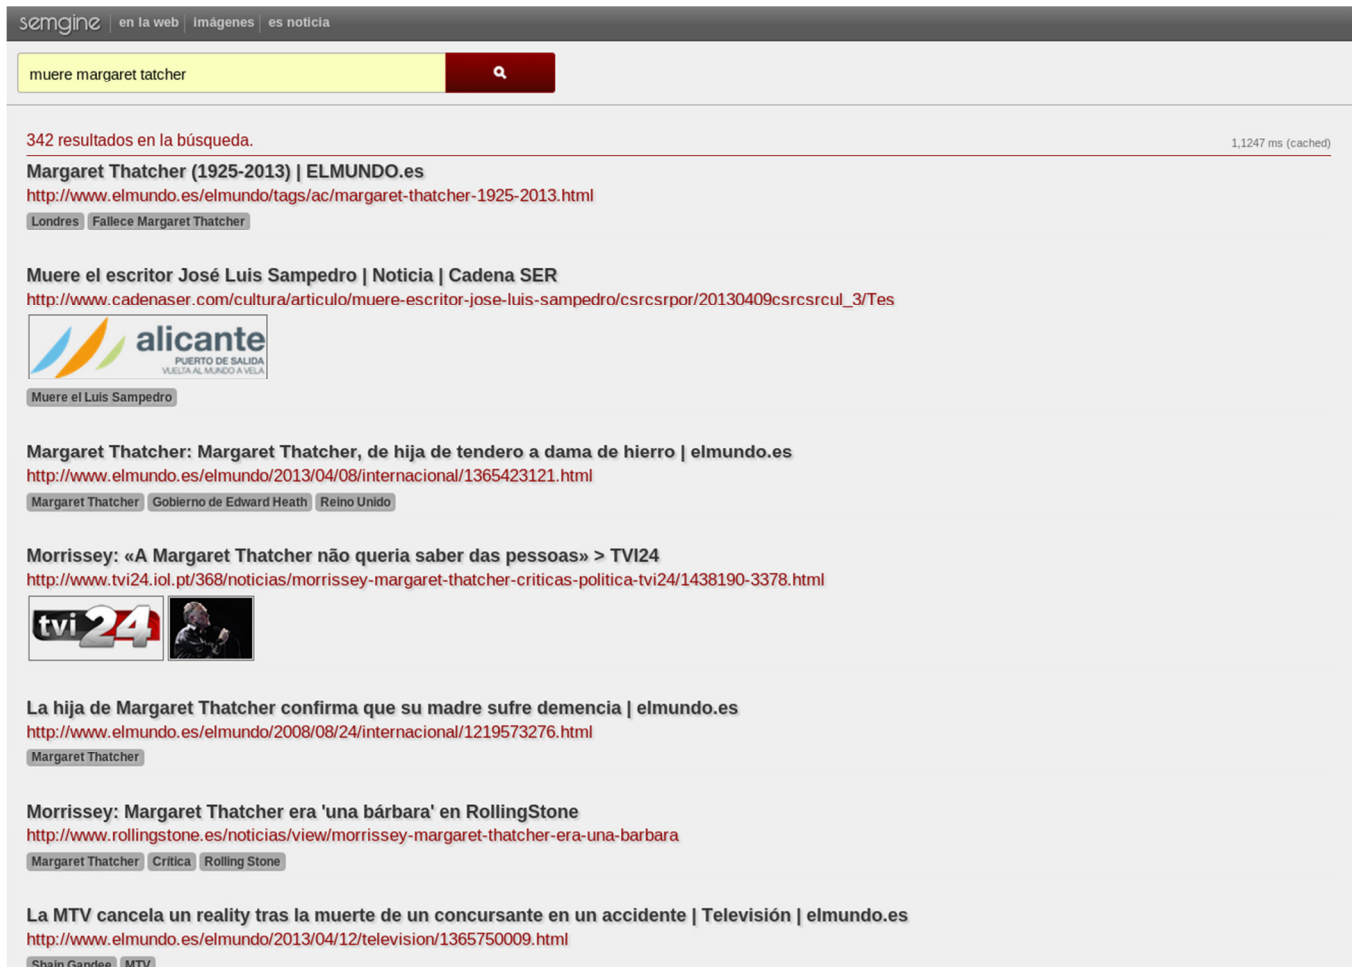 semgine en la web imágenes es noticia
muere margaret tatcher
342 resultados en la búsqueda. 1,1247 ms (cached)
Margaret Thatcher (1925-2013) | ELMUNDO.es
http://www.elmundo.es/elmundo/tags/ac/margaret-thatcher-1925-2013.html
Londres Fallece Margaret Thatcher
Muere el escritor José Luis Sampedro | Noticia | Cadena SER
http://www.cadenaser.com/cultura/articulo/muere-escritor-jose-luis-sampedro/csrcsrpor/20130409csrcsrcul_3/Tes
alicante
PUERTO DE SALIDA
VUELTA AL MUNDO A VELA
Muere el Luis Sampedro
Margaret Thatcher: Margaret Thatcher, de hija de tendero a dama de hierro | elmundo.es
http://www.elmundo.es/elmundo/2013/04/08/internacional/1365423121.html
Margaret Thatcher Gobierno de Edward Heath Reino Unido
Morrissey: «A Margaret Thatcher não queria saber das pessoas» > TVI24
http://www.tvi24.iol.pt/368/noticias/morrissey-margaret-thatcher-criticas-politica-tvi24/1438190-3378.html
tvi 24
La hija de Margaret Thatcher confirma que su madre sufre demencia | elmundo.es
http://www.elmundo.es/elmundo/2008/08/24/internacional/1219573276.html
Margaret Thatcher
Morrissey: Margaret Thatcher era 'una bárbara' en RollingStone
http://www.rollingstone.es/noticias/view/morrissey-margaret-thatcher-era-una-barbara
Margaret Thatcher Crítica Rolling Stone
La MTV cancela un reality tras la muerte de un concursante en un accidente | Televisión | elmundo.es
http://www.elmundo.es/elmundo/2013/04/12/television/1365750009.html
Shain Gandee MTV